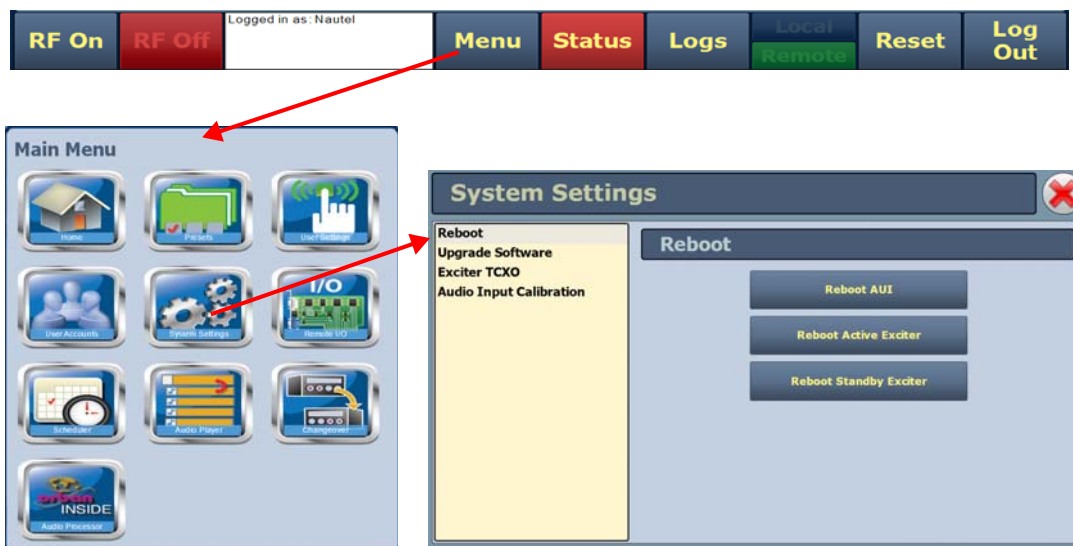 Logged in as: Nautel
RF On
RF Off
Menu
Status
Logs
Local
Remote
Reset
Log
Out
Main Menu
Home
Presets
User Settings
User Accounts
System Settings
I/O
Remote I/O
Scheduler
Audio Player
Changeover
orban
INSIDE
Audio Processor
System Settings
Reboot
Upgrade Software
Exciter TCXO
Audio Input Calibration
Reboot
Reboot AUI
Reboot Active Exciter
Reboot Standby Exciter